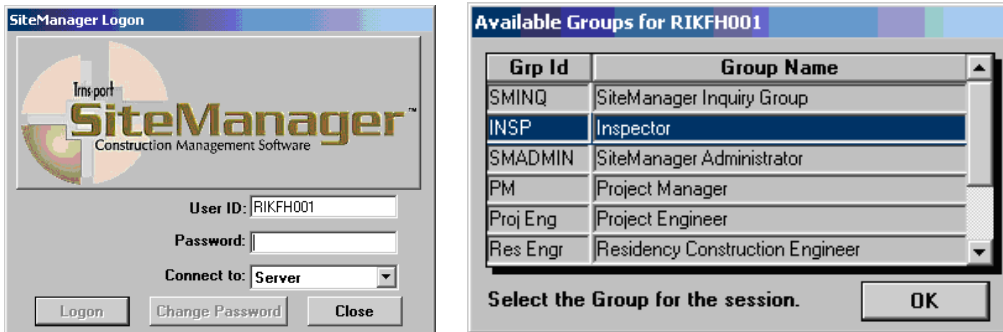 SiteManager Logon
Trns•port
SiteManager™
Construction Management Software
User ID: RIKFH001
Password:
Connect to: Server
Logon Change Password Close
Available Groups for RIKFH001
Grp Id Group Name
SMINQ SiteManager Inquiry Group
INSP Inspector
SMADMIN SiteManager Administrator
PM Project Manager
Proj Eng Project Engineer
Res Engr Residency Construction Engineer
Select the Group for the session. OK